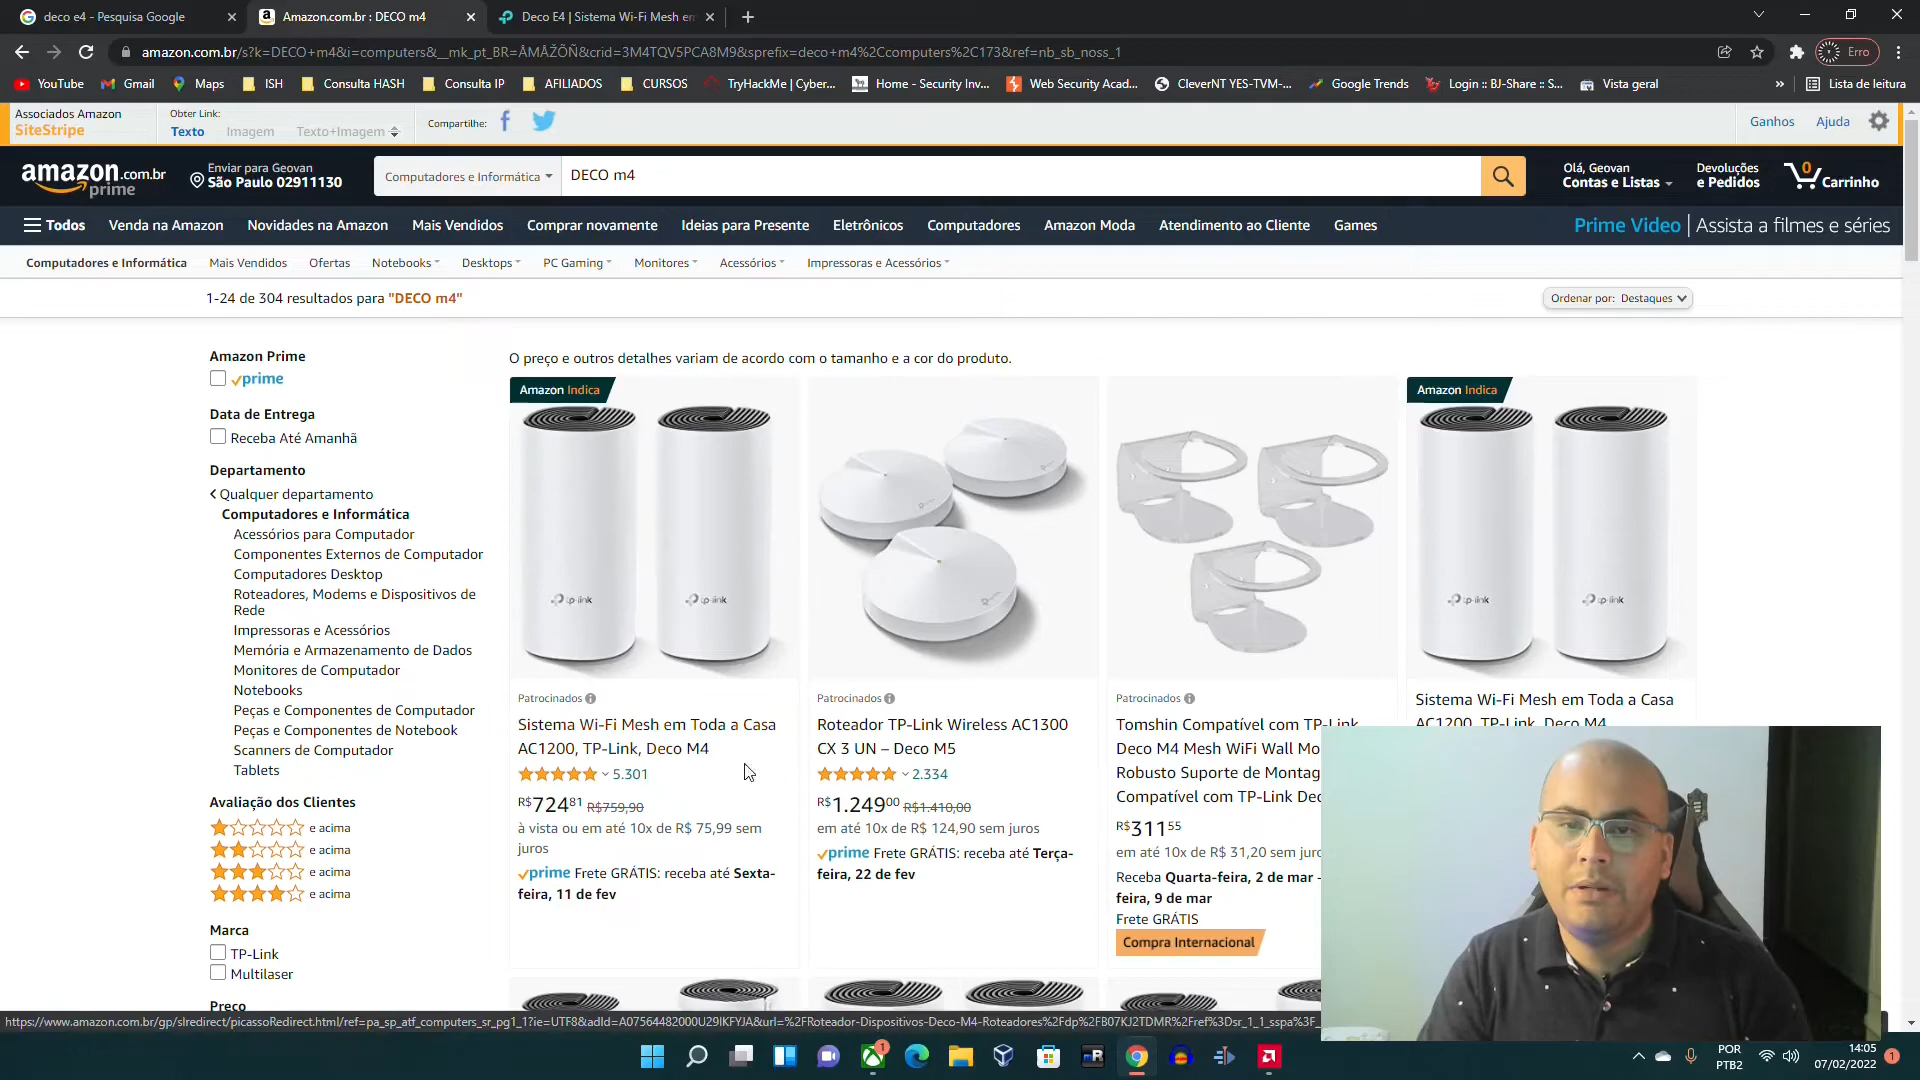 deco e4 - Pesquisa Google
Amazon.com.br : DECO m4
Deco E4 | Sistema Wi-Fi Mesh em
amazon.com.br/s?k=DECO+m4&i=computers&__mk_pt_BR=ÅMÅŽÕÑ&crid=3M4TQV5PCA8M9&sprefix=deco+m4%2Ccomputers%2C173&ref=nb_sb_noss_1
Erro
YouTube
Gmail
Maps
ISH
Consulta HASH
Consulta IP
AFILIADOS
CURSOS
TryHackMe | Cyber...
Home - Security Inv...
Web Security Acad...
CleverNT YES-TVM-...
Google Trends
Login :: BJ-Share :: S...
Vista geral
»
Lista de leitura
Associados Amazon
SiteStripe
Obter Link:
Texto
Imagem
Texto+Imagem
Compartilhe:
Ganhos
Ajuda
amazon.com.br
prime
Enviar para Geovan
São Paulo 02911130
Computadores e Informática
DECO m4
Olá, Geovan
Contas e Listas
Devoluções
e Pedidos
0
Carrinho
Todos
Venda na Amazon
Novidades na Amazon
Mais Vendidos
Comprar novamente
Ideias para Presente
Eletrônicos
Computadores
Amazon Moda
Atendimento ao Cliente
Games
Prime Video | Assista a filmes e séries
Computadores e Informática
Mais Vendidos
Ofertas
Notebooks
Desktops
PC Gaming
Monitores
Acessórios
Impressoras e Acessórios
1-24 de 304 resultados para "DECO m4"
Ordenar por: Destaques
Amazon Prime
prime
Data de Entrega
Receba Até Amanhã
Departamento
Qualquer departamento
Computadores e Informática
Acessórios para Computador
Componentes Externos de Computador
Computadores Desktop
Roteadores, Modems e Dispositivos de
Rede
Impressoras e Acessórios
Memória e Armazenamento de Dados
Monitores de Computador
Notebooks
Peças e Componentes de Computador
Peças e Componentes de Notebook
Scanners de Computador
Tablets
Avaliação dos Clientes
e acima
e acima
e acima
e acima
Marca
TP-Link
Multilaser
Preço
O preço e outros detalhes variam de acordo com o tamanho e a cor do produto.
Amazon Indica
tp-link
tp-link
Patrocinados
Sistema Wi-Fi Mesh em Toda a Casa
AC1200, TP-Link, Deco M4
5.301
R$724 81 R$759,90
à vista ou em até 10x de R$ 75,99 sem
juros
prime Frete GRÁTIS: receba até Sexta-
feira, 11 de fev
Patrocinados
Roteador TP-Link Wireless AC1300
CX 3 UN – Deco M5
2.334
R$1.249 00 R$1.410,00
em até 10x de R$ 124,90 sem juros
prime Frete GRÁTIS: receba até Terça-
feira, 22 de fev
Patrocinados
Tomshin Compatível com TP-Link
Deco M4 Mesh WiFi Wall Mo
Robusto Suporte de Montag
Compatível com TP-Link Dec
R$311 55
em até 10x de R$ 31,20 sem juro
Receba Quarta-feira, 2 de mar -
feira, 9 de mar
Frete GRÁTIS
Compra Internacional
Amazon Indica
tp-link
tp-link
Sistema Wi-Fi Mesh em Toda a Casa
AC1200, TP-Link, Deco M4
https://www.amazon.com.br/gp/slredirect/picassoRedirect.html/ref=pa_sp_atf_computers_sr_pg1_1?ie=UTF8&adId=A07564482000U29IKFYJA&url=%2FRoteador-Dispositivos-Deco-M4-Roteadores%2Fdp%2FB07KJ2TDMR%2Fref%3Dsr_1_1_sspa%3F_
1
mR
POR
PTB2
14:05
07/02/2022
1